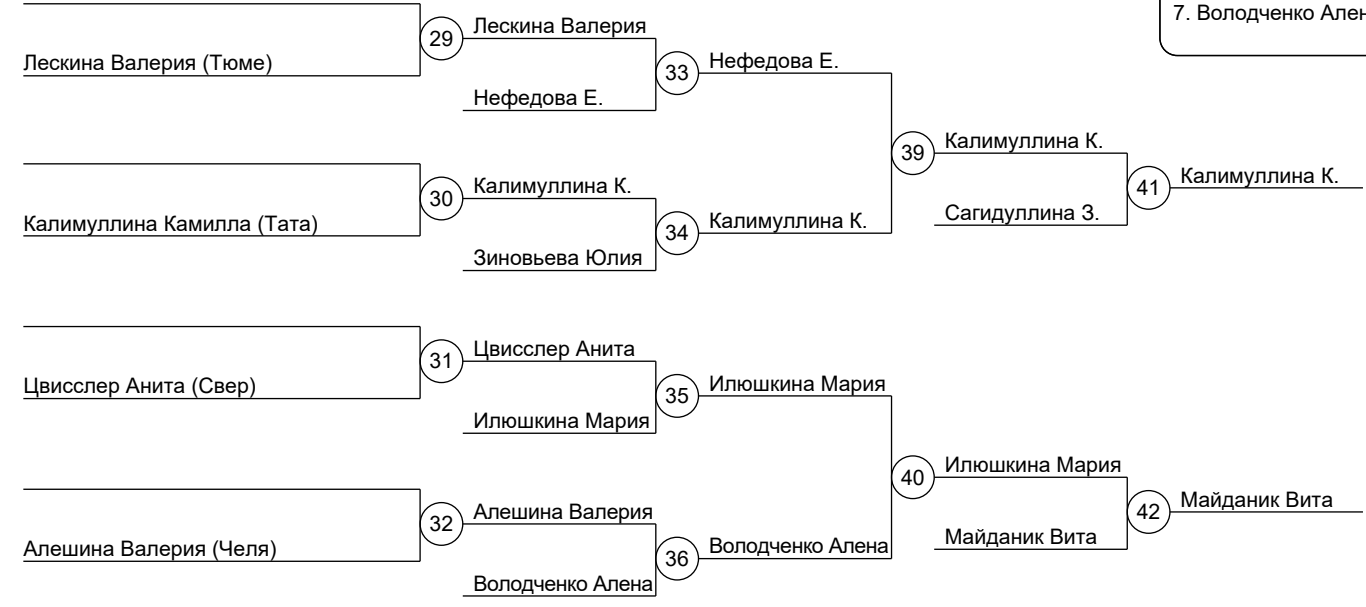 7. Володченко Ален
29
Лескина Валерия
Лескина Валерия (Тюме)
33
Нефедова Е.
Нефедова Е.
39
Калимуллина К.
30
Калимуллина К.
41
Калимуллина К.
Калимуллина Камилла (Тата)
34
Калимуллина К.
Сагидуллина З.
Зиновьева Юлия
31
Цвисслер Анита
Цвисслер Анита (Свер)
35
Илюшкина Мария
Илюшкина Мария
40
Илюшкина Мария
32
Алешина Валерия
42
Майданик Вита
Алешина Валерия (Челя)
36
Володченко Алена
Майданик Вита
Володченко Алена